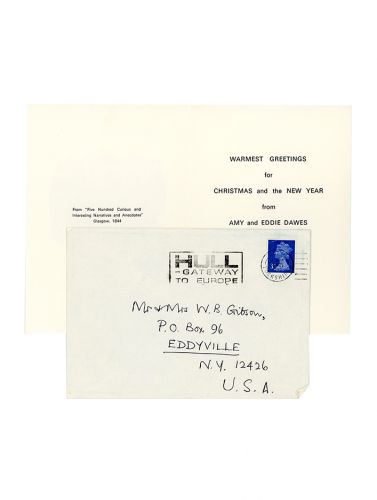 WARMEST GREETINGS
for
CHRISTMAS and the NEW YEAR
from
AMY and EDDIE DAWES
From "Five Hundred Curious and
Interesting Narratives and Anecdotes"
Glasgow, 1844
HULL
-GATEWAY
TO EUROPE
Mr & Mrs W. B. Gibson,
P.O. Box 96
EDDYVILLE
N.Y. 12426
U.S.A.